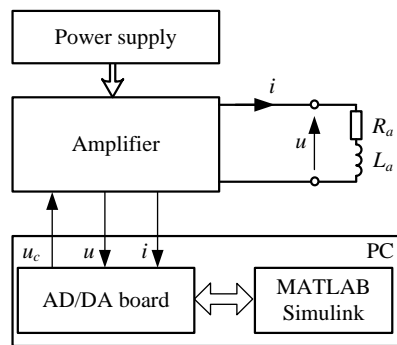 Power supply
i
Amplifier
u
R_a
L_a
u_c
u
i
PC
AD/DA board
MATLAB
Simulink